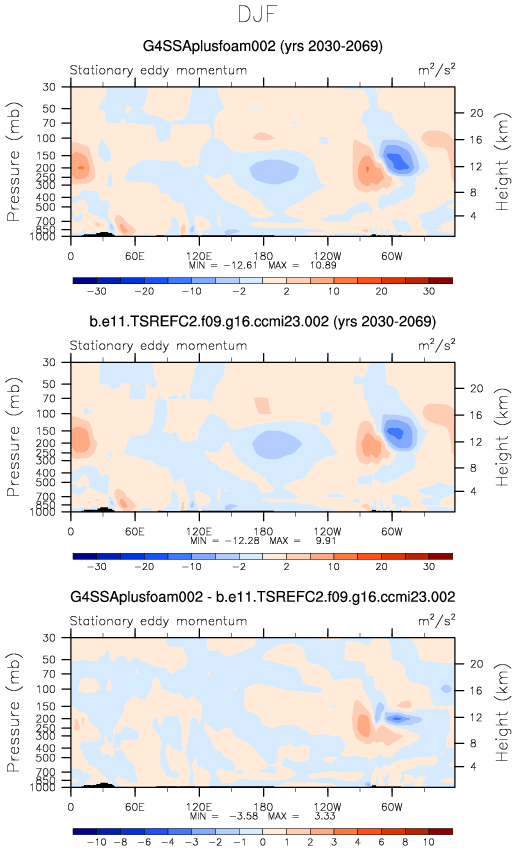 DJF
G4SSAplusfoam002 (yrs 2030-2069)
Stationary eddy momentum m²/s²
30
50
70
100
150
200
250
300
400
500
700
850
1000
Pressure (mb)
20
16
12
8
4
Height (km)
0 60E 120E 180 120W 60W
MIN = -12.61 MAX = 10.89
-30 -20 -10 -2 2 10 20 30
b.e11.TSREFC2.f09.g16.ccmi23.002 (yrs 2030-2069)
Stationary eddy momentum m²/s²
30
50
70
100
150
200
250
300
400
500
700
850
1000
Pressure (mb)
20
16
12
8
4
Height (km)
0 60E 120E 180 120W 60W
MIN = -12.28 MAX = 9.91
-30 -20 -10 -2 2 10 20 30
G4SSAplusfoam002 - b.e11.TSREFC2.f09.g16.ccmi23.002
Stationary eddy momentum m²/s²
30
50
70
100
150
200
250
300
400
500
700
850
1000
Pressure (mb)
20
16
12
8
4
Height (km)
0 60E 120E 180 120W 60W
MIN = -3.58 MAX = 3.33
-10 -8 -6 -4 -3 -2 -1 0 1 2 3 4 6 8 10